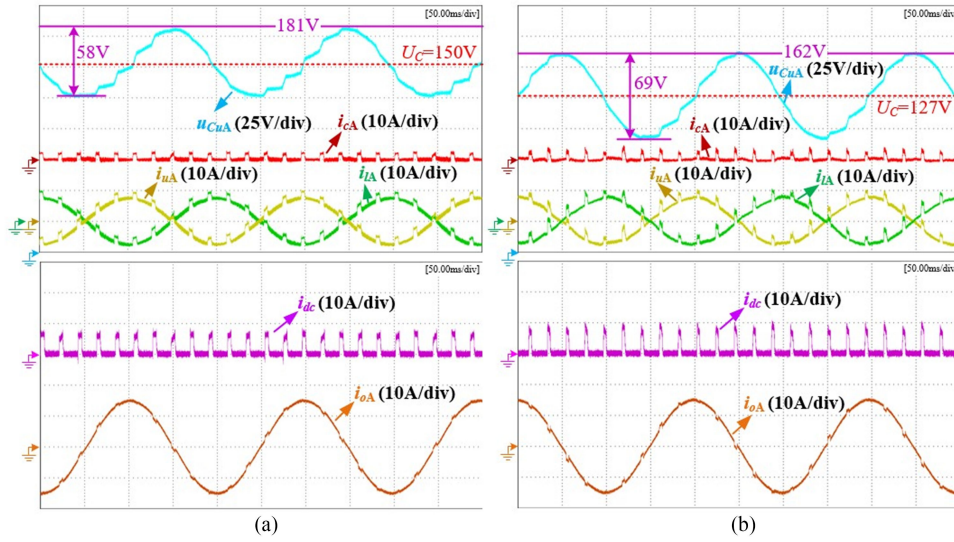 [50.00ms/div]
181V
58V
U_C=150V
u_CuA (25V/div)
i_cA (10A/div)
i_uA (10A/div)
i_lA (10A/div)
[50.00ms/div]
i_dc (10A/div)
i_oA (10A/div)
(a)
[50.00ms/div]
162V
u_CuA (25V/div)
69V
U_C=127V
i_cA (10A/div)
i_uA (10A/div)
i_lA (10A/div)
[50.00ms/div]
i_dc (10A/div)
i_oA (10A/div)
(b)